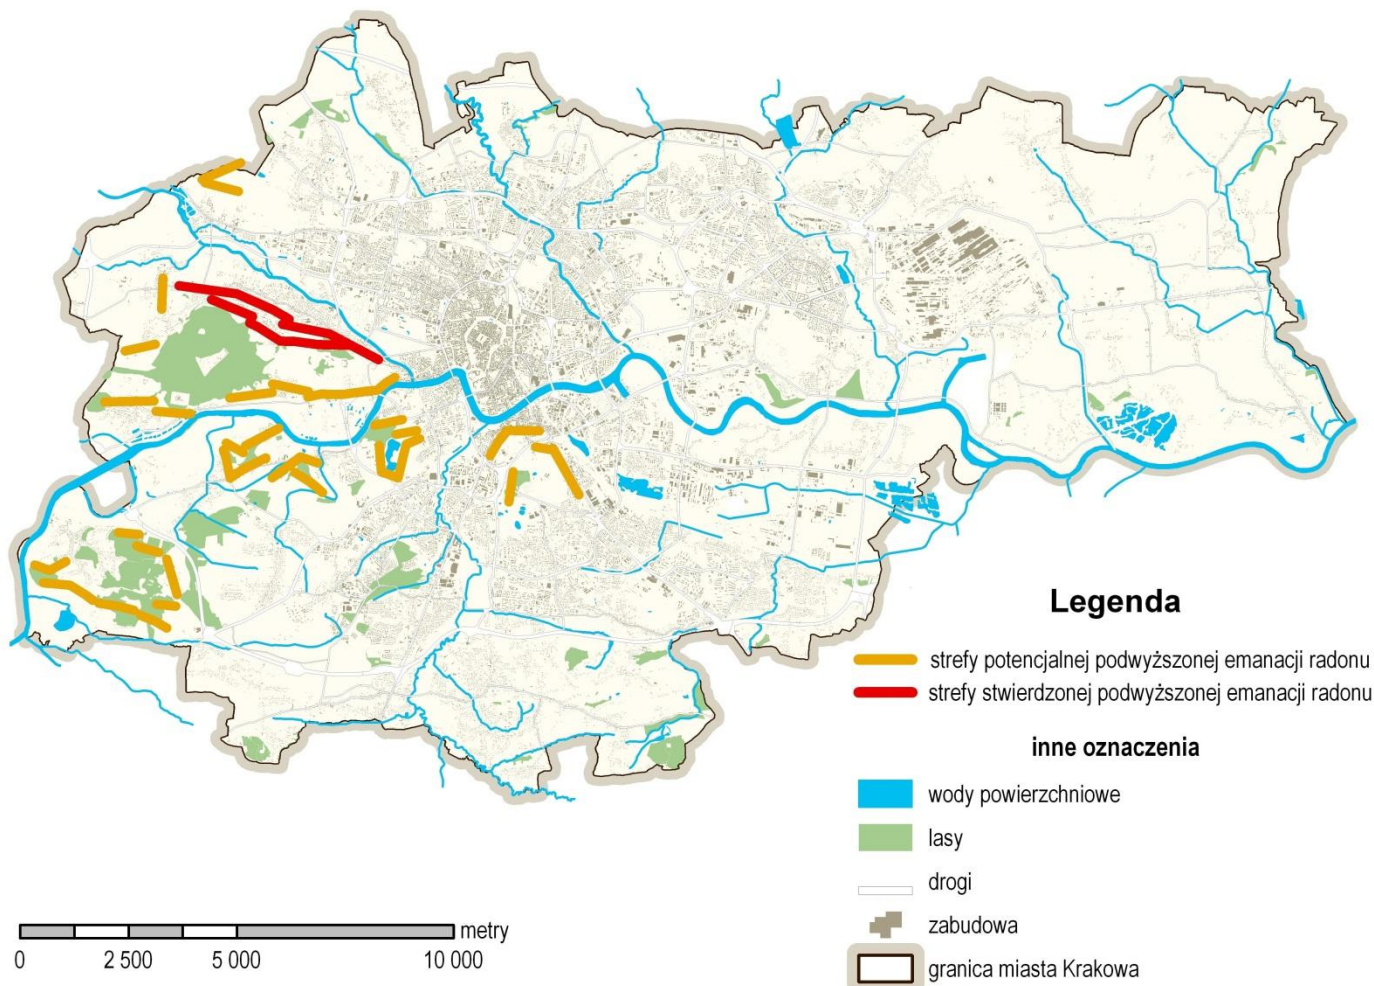 Legenda
strefy potencjalnej podwyższonej emanacji radonu
strefy stwierdzonej podwyższonej emanacji radonu
inne oznaczenia
wody powierzchniowe
lasy
drogi
zabudowa
granica miasta Krakowa
metry
0 2 500 5 000 10 000